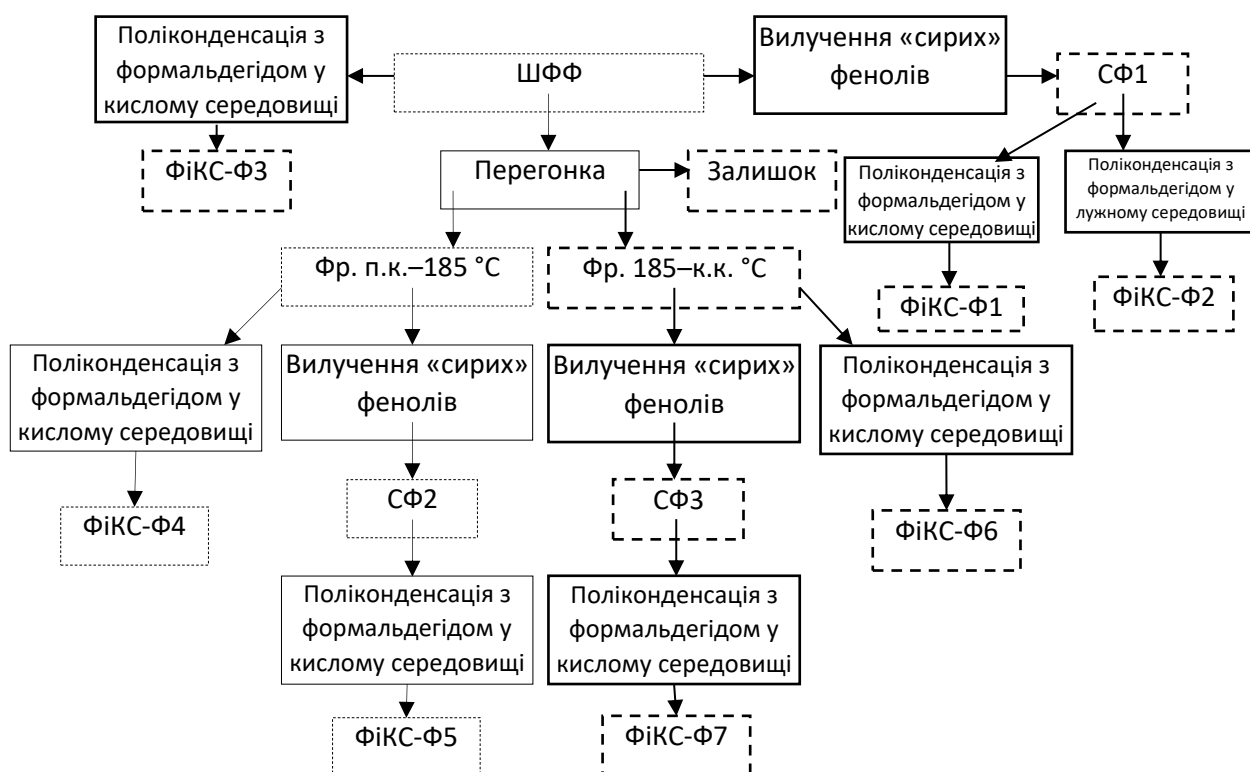 Поліконденсація з
формальдегідом у
кислому середовищі
ШФФ
Вилучення «сирих»
фенолів
СФ1
ФіКС-Ф3
Перегонка
Залишок
Поліконденсація з
формальдегідом у
кислому середовищі
Поліконденсація з
формальдегідом у
лужному середовищі
Фр. п.к.–185 °С
Фр. 185–к.к. °С
ФіКС-Ф1
ФіКС-Ф2
Поліконденсація з
формальдегідом у
кислому середовищі
Вилучення «сирих»
фенолів
Вилучення «сирих»
фенолів
Поліконденсація з
формальдегідом у
кислому середовищі
ФіКС-Ф4
СФ2
СФ3
ФіКС-Ф6
Поліконденсація з
формальдегідом у
кислому середовищі
Поліконденсація з
формальдегідом у
кислому середовищі
ФіКС-Ф5
ФіКС-Ф7